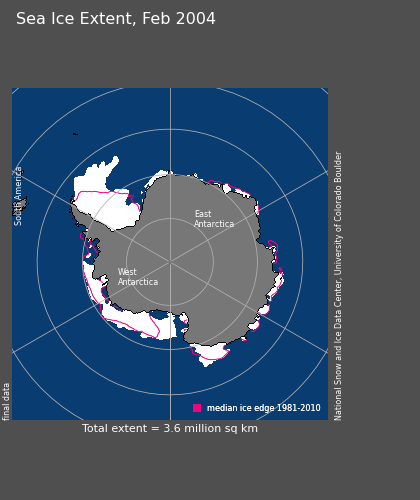 Sea Ice Extent, Feb 2004
South America
East
Antarctica
West
Antarctica
National Snow and Ice Data Center, University of Colorado Boulder
final data
median ice edge 1981-2010
Total extent = 3.6 million sq km